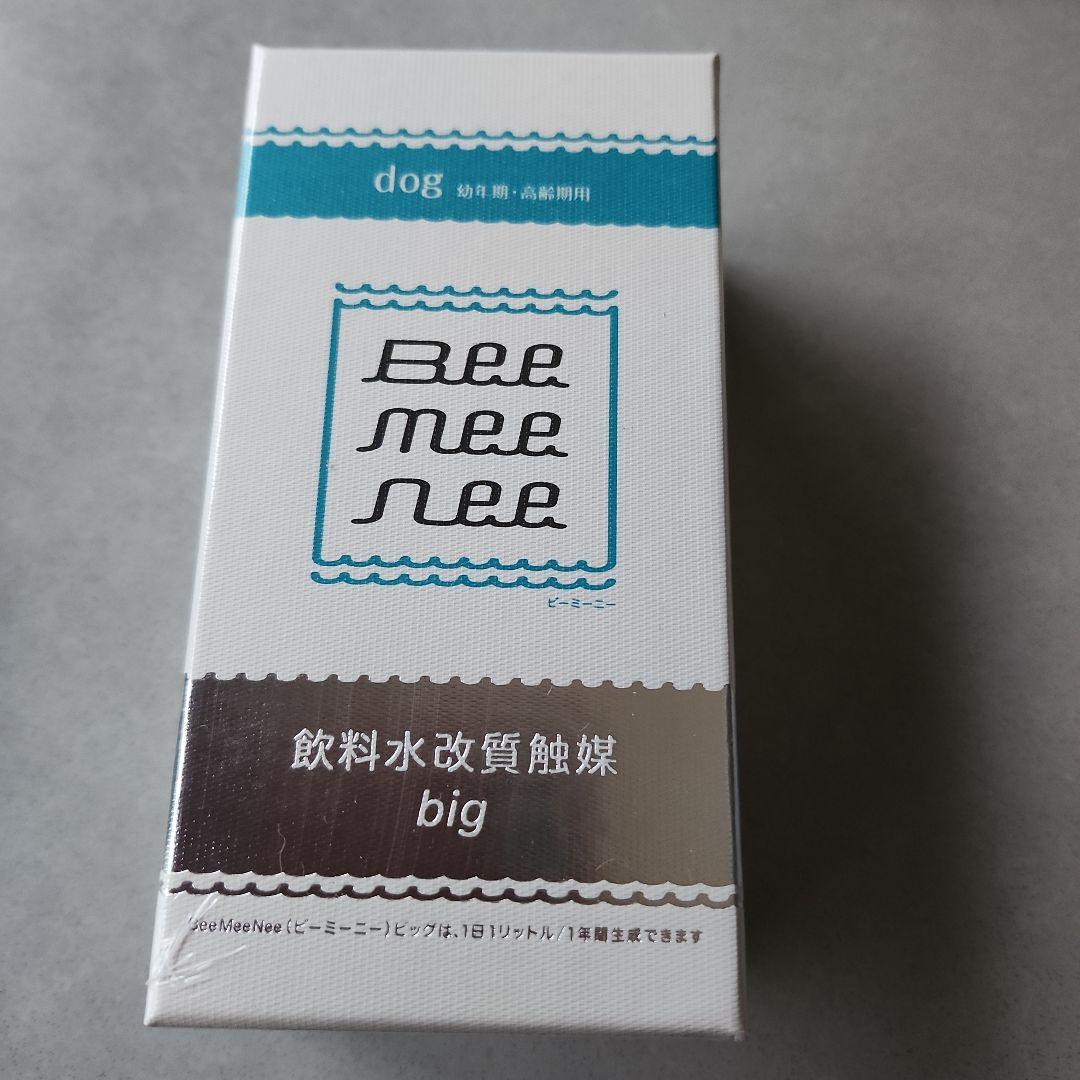 dog 幼年期・高齢期用
Bee
mee
nee
ビーミーニー
飲料水改質触媒
big
BeeMeeNee(ビーミーニー)ビッグは、1日1リットル/1年間生成できます